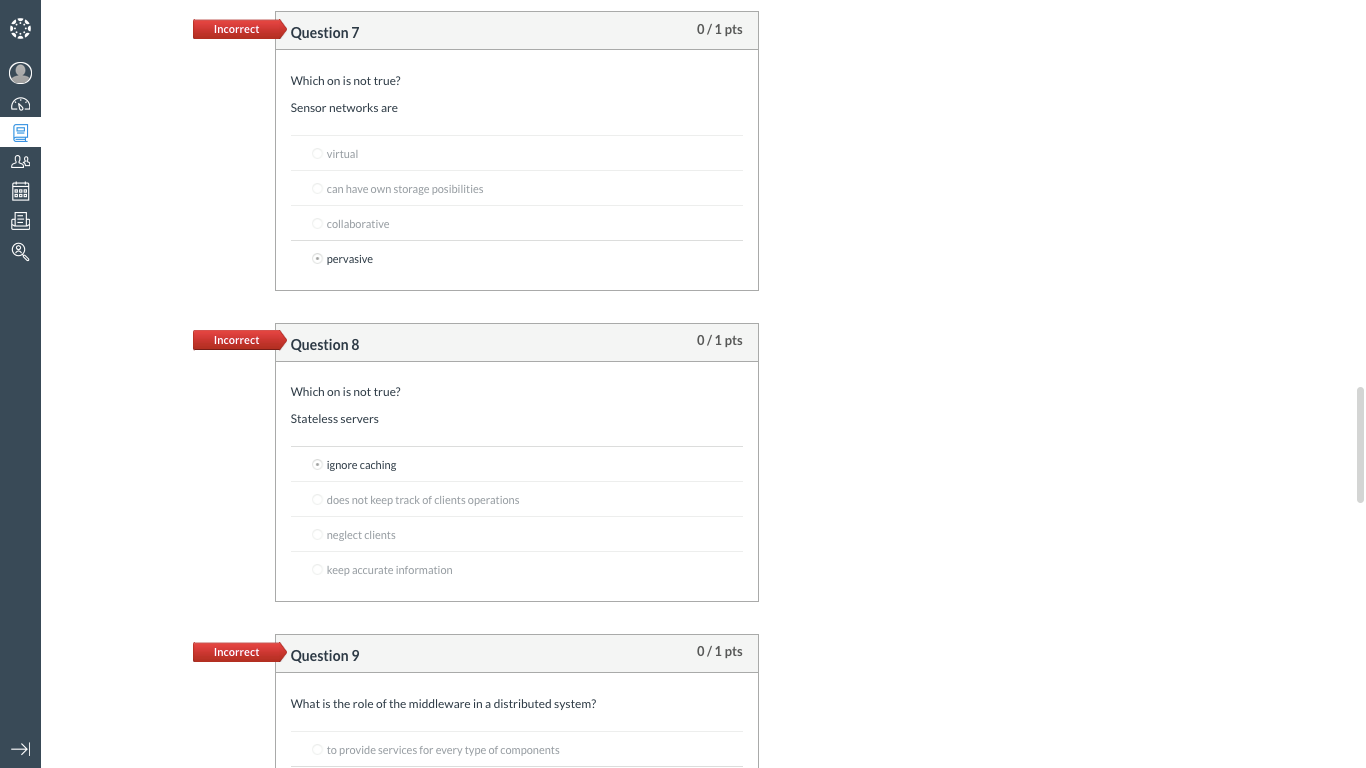 Incorrect
Question 7
0 / 1 pts
Which on is not true?
Sensor networks are
virtual
can have own storage posibilities
collaborative
pervasive
Incorrect
Question 8
0 / 1 pts
Which on is not true?
Stateless servers
ignore caching
does not keep track of clients operations
neglect clients
keep accurate information
Incorrect
Question 9
0 / 1 pts
What is the role of the middleware in a distributed system?
to provide services for every type of components